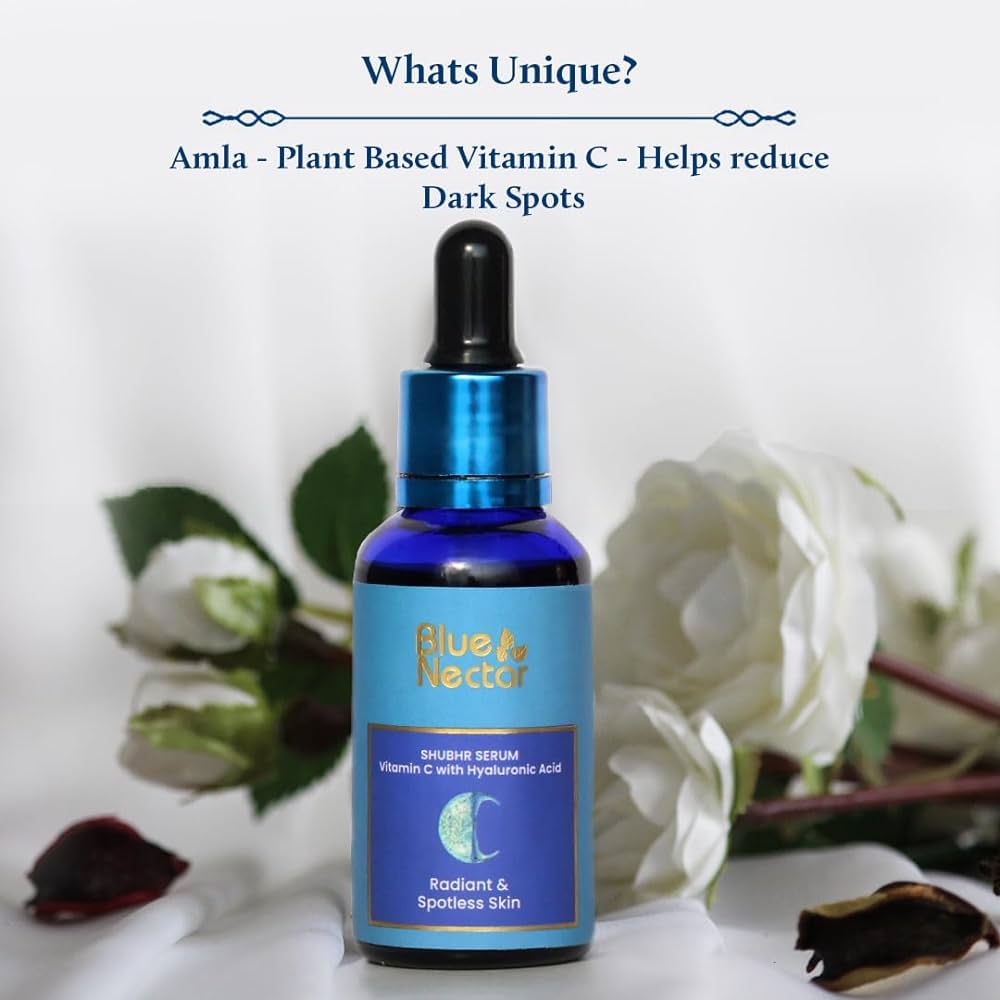 Whats Unique?
Amla - Plant Based Vitamin C - Helps reduce
Dark Spots
Blue
Nectar
SHUBHR SERUM
Vitamin C with Hyaluronic Acid
C
Radiant &
Spotless Skin